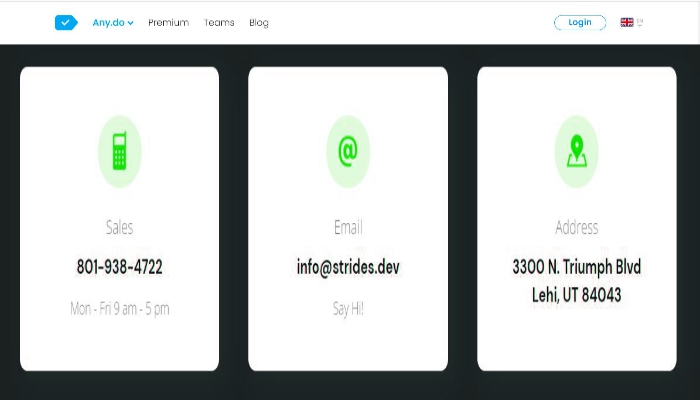 Any.do Premium Teams Blog Login EN
Sales
801-938-4722
Mon - Fri 9 am - 5 pm
@
Email
info@strides.dev
Say Hi!
Address
3300 N. Triumph Blvd
Lehi, UT 84043